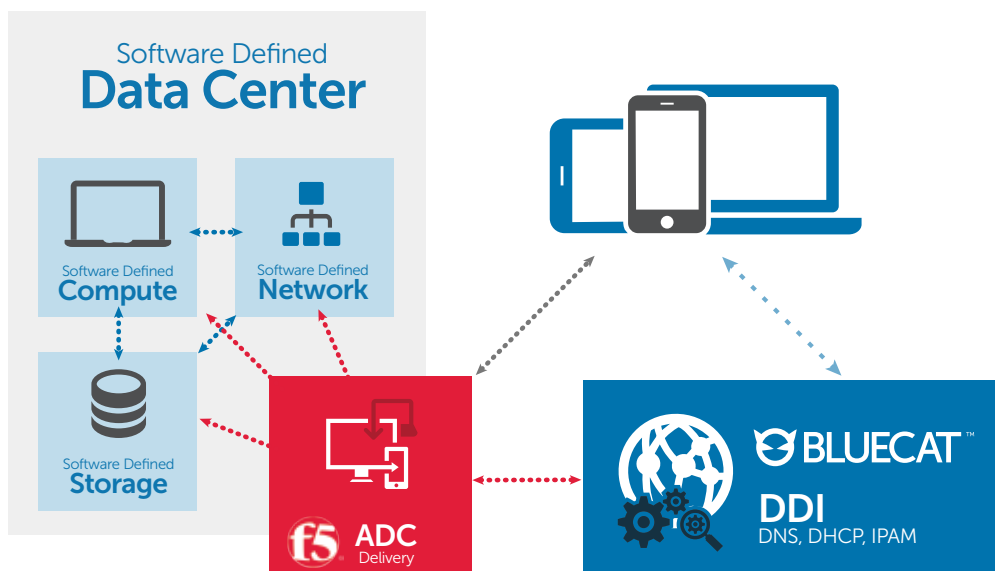 Software Defined
Data Center
Software Defined
Compute
Software Defined
Network
Software Defined
Storage
f5
ADC
Delivery
BLUECAT™
DDI
DNS, DHCP, IPAM